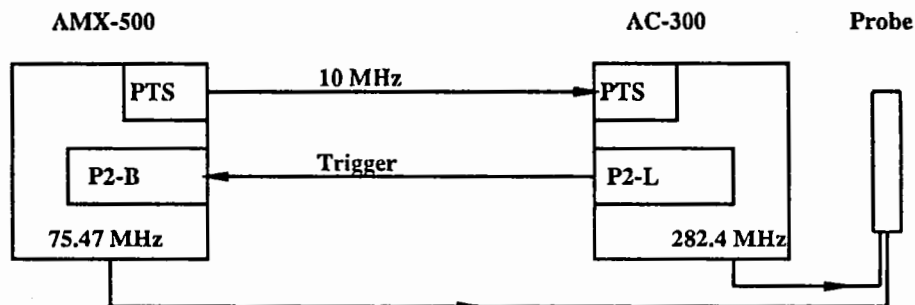 AMX-500 AC-300 Probe
PTS 10 MHz PTS
P2-B Trigger P2-L
75.47 MHz 282.4 MHz